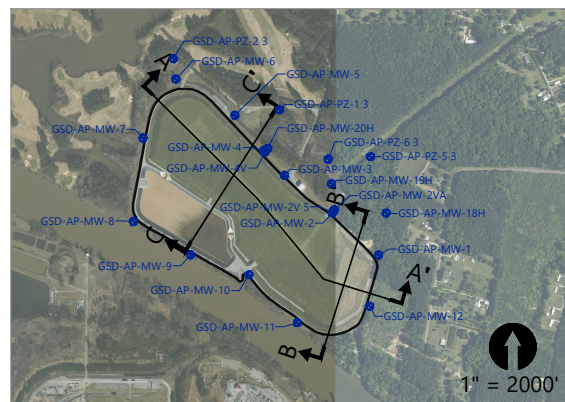 GSD-AP-PZ-2 3
A
GSD-AP-MW-6
GSD-AP-MW-5
C'
GSD-AP-PZ-1 3
GSD-AP-MW-7
GSD-AP-MW-20H
GSD-AP-MW-4
GSD-AP-PZ-6 3
GSD-AP-PZ-5 3
GSD-AP-MW-3
GSD-AP-MW-19H
B'
GSD-AP-MW-2VA
GSD-AP-MW-2V 5
GSD-AP-MW-2
GSD-AP-MW-18H
GSD-AP-MW-8
C
GSD-AP-MW-9
GSD-AP-MW-1
A'
GSD-AP-MW-10
GSD-AP-MW-12
GSD-AP-MW-11
B
1" = 2000'